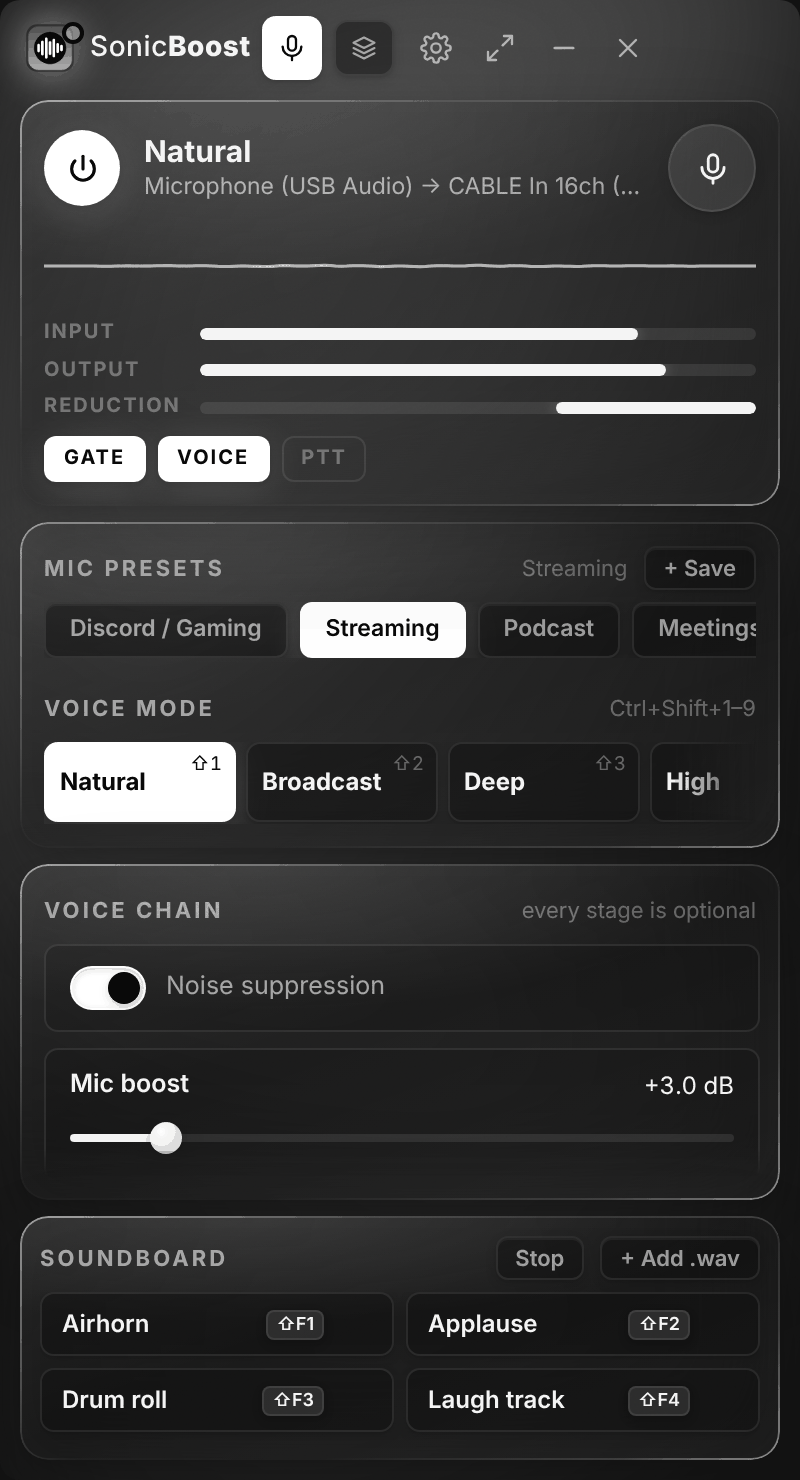 SonicBoost
Natural
Microphone (USB Audio) → CABLE In 16ch (...
INPUT
OUTPUT
REDUCTION
GATE VOICE PTT
MIC PRESETS Streaming + Save
Discord / Gaming Streaming Podcast Meetings
VOICE MODE Ctrl+Shift+1–9
Natural ⇧1 Broadcast ⇧2 Deep ⇧3 High
VOICE CHAIN every stage is optional
Noise suppression
Mic boost +3.0 dB
SOUNDBOARD Stop + Add .wav
Airhorn ⇧F1 Applause ⇧F2
Drum roll ⇧F3 Laugh track ⇧F4